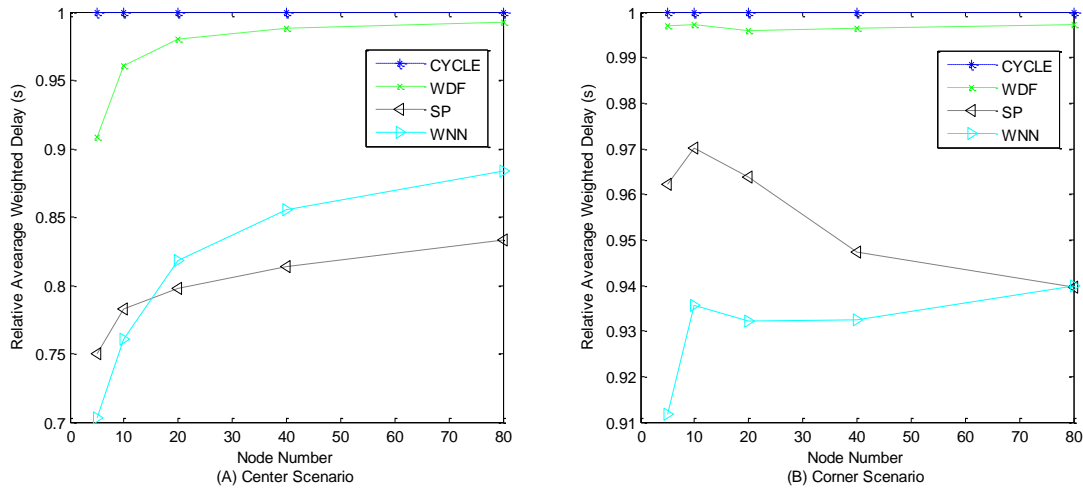 Relative Avearage Weighted Delay (s)
1
0.95
0.9
0.85
0.8
0.75
0.7
CYCLE
WDF
SP
WNN
0 10 20 40 60 80
Node Number
(A) Center Scenario
Relative Avearage Weighted Delay (s)
1
0.99
0.98
0.97
0.96
0.95
0.94
0.93
0.92
0.91
CYCLE
WDF
SP
WNN
0 10 20 30 40 50 60 70 80
Node Number
(B) Corner Scenario